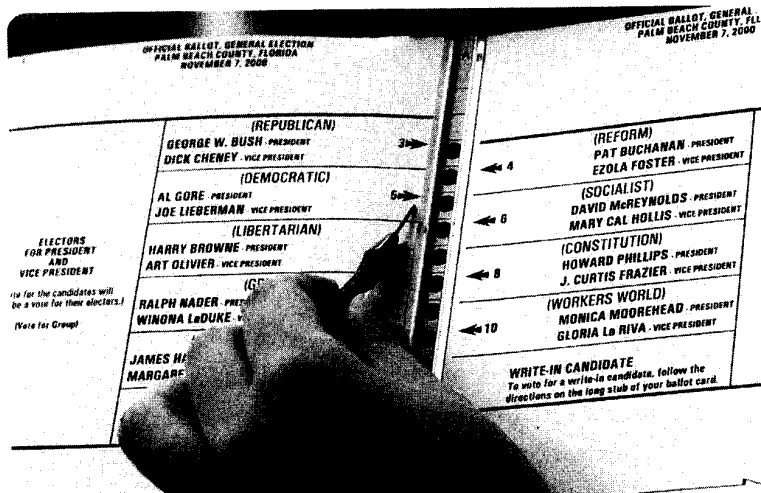 OFFICIAL BALLOT, GENERAL ELECTION
PALM BEACH COUNTY, FLORIDA
NOVEMBER 7, 2000
ELECTORS
FOR PRESIDENT
AND
VICE PRESIDENT
for the candidates will
be a vote for their electors.)
(Vote for Group)
(REPUBLICAN)
GEORGE W. BUSH - PRESIDENT
DICK CHENEY - VICE PRESIDENT
3
(DEMOCRATIC)
AL GORE - PRESIDENT
JOE LIEBERMAN - VICE PRESIDENT
5
(LIBERTARIAN)
HARRY BROWNE - PRESIDENT
ART OLIVIER - VICE PRESIDENT
RALPH NADER
WINONA LaDUKE
JAMES
OFFICIAL BALLOT, GENERAL
PALM BEACH COUNTY,
NOVEMBER 7, 2000
(REFORM)
PAT BUCHANAN - PRESIDENT
EZOLA FOSTER - VICE PRESIDENT
4
(SOCIALIST)
DAVID McREYNOLDS - PRESIDENT
MARY CAL HOLLIS - VICE PRESIDENT
6
(CONSTITUTION)
HOWARD PHILLIPS - PRESIDENT
J. CURTIS FRAZIER - VICE PRESIDENT
8
(WORKERS WORLD)
MONICA MOOREHEAD - PRESIDENT
GLORIA La RIVA - VICE PRESIDENT
10
WRITE-IN CANDIDATE
To vote for a write-in candidate, follow the
directions on the long stub of your ballot card.